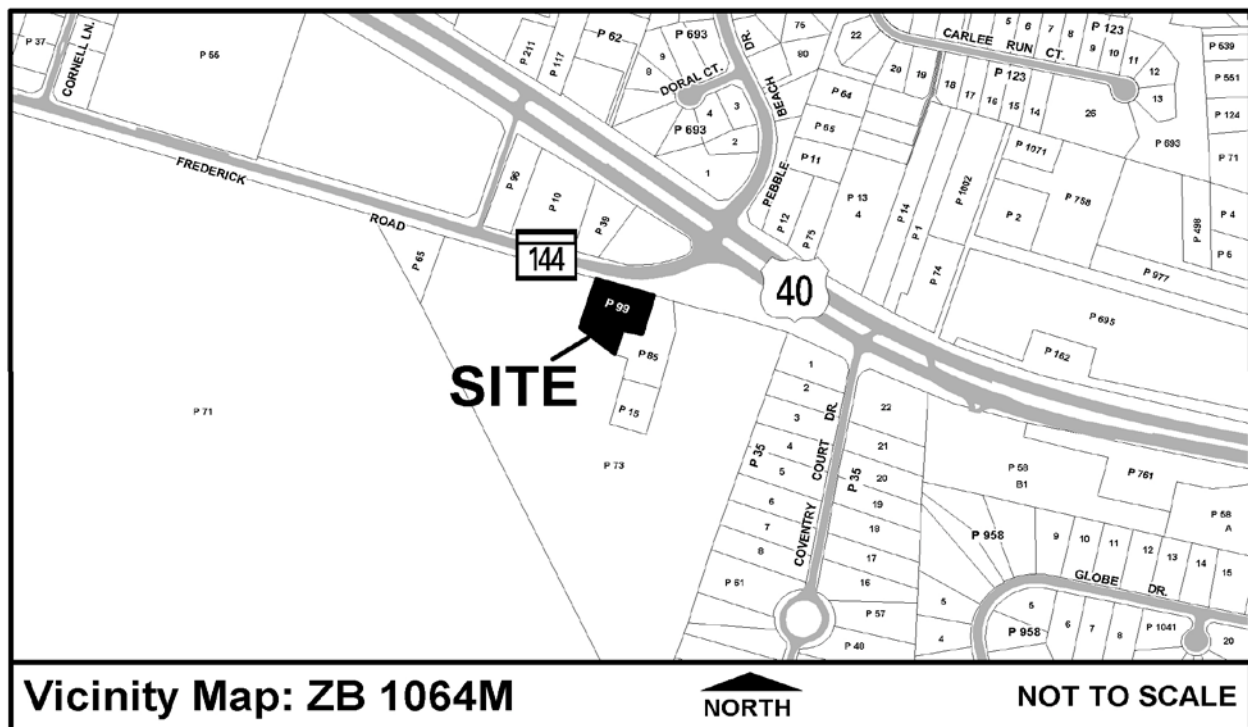 P 37
CORNELL LN.
P 56
P 211
P 117
P 62
P 693
9
8
DORAL CT.
3
4
P 693
2
1
DR.
BEACH
PEBBLE
76
80
22
20
19
CARLEE RUN CT.
5
6
7
8
P 123
9
10
11
12
13
P 123
18
17
16
15
14
26
P 639
P 551
P 124
P 693
P 71
P 64
P 65
P 11
P 13
4
P 12
P 75
P 14
P 1
P 1002
P 74
P 1071
P 2
P 758
P 498
P 4
P 6
P 977
P 695
P 162
FREDERICK
ROAD
P 96
P 10
P 39
P 65
144
40
P 99
SITE
P 85
P 15
P 71
P 73
1
2
3
4
5
6
7
8
P 35
P 61
COVENTRY COURT DR.
22
21
20
19
18
17
16
P 35
P 57
P 48
P 58
B1
P 761
P 58
A
P 958
9
10
11
12
13
14
15
GLOBE DR.
5
4
5
P 958
6
7
8
P 1041
20
Vicinity Map: ZB 1064M
NORTH
NOT TO SCALE